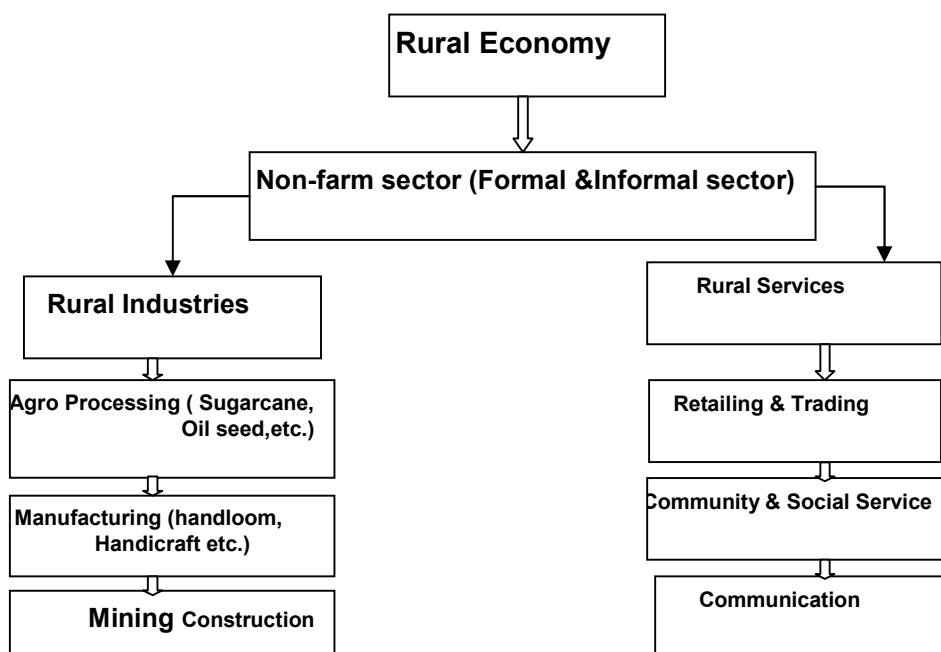 Rural Economy
Non-farm sector (Formal &Informal sector)
Rural Industries
Agro Processing ( Sugarcane,
Oil seed,etc.)
Manufacturing (handloom,
Handicraft etc.)
Mining Construction
Rural Services
Retailing & Trading
Community & Social Service
Communication